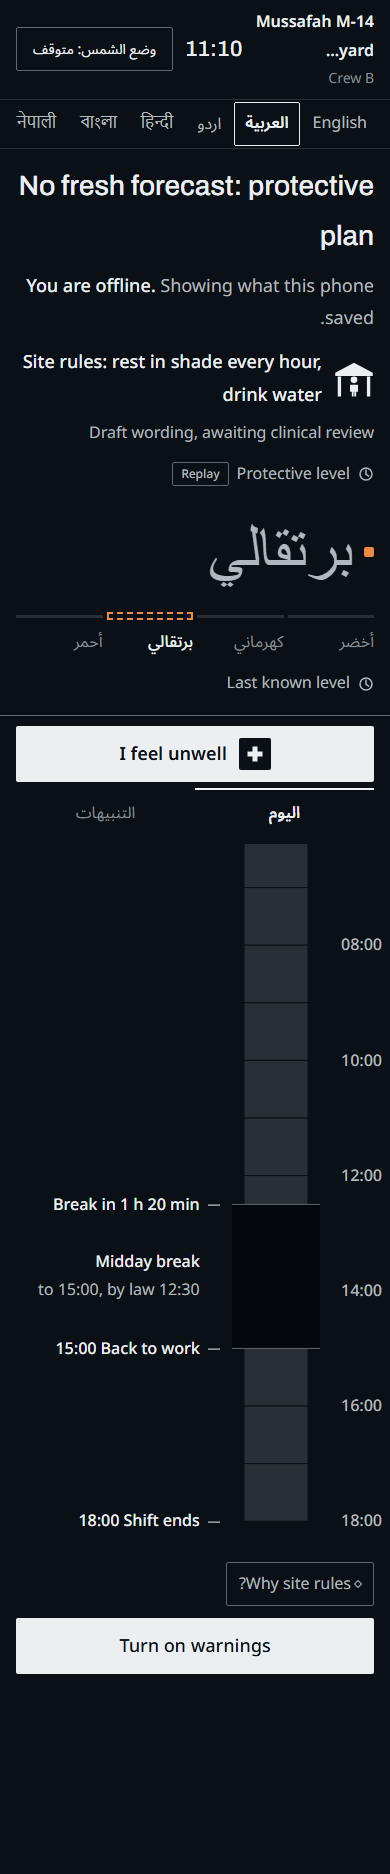 Mussafah M-14
...yard
Crew B
11:10
وضع الشمس: متوقف
English
العربية
اردو
हिन्दी
বাংলা
नेपाली
No fresh forecast: protective
plan
You are offline. Showing what this phone
.saved
Site rules: rest in shade every hour,
drink water
Draft wording, awaiting clinical review
Protective level
Replay
برتقالي
أخضر
كهرماني
برتقالي
أحمر
Last known level
I feel unwell
اليوم
التنبيهات
08:00
10:00
12:00
Break in 1 h 20 min
Midday break
to 15:00, by law 12:30
14:00
15:00 Back to work
16:00
18:00 Shift ends
18:00
?Why site rules
Turn on warnings